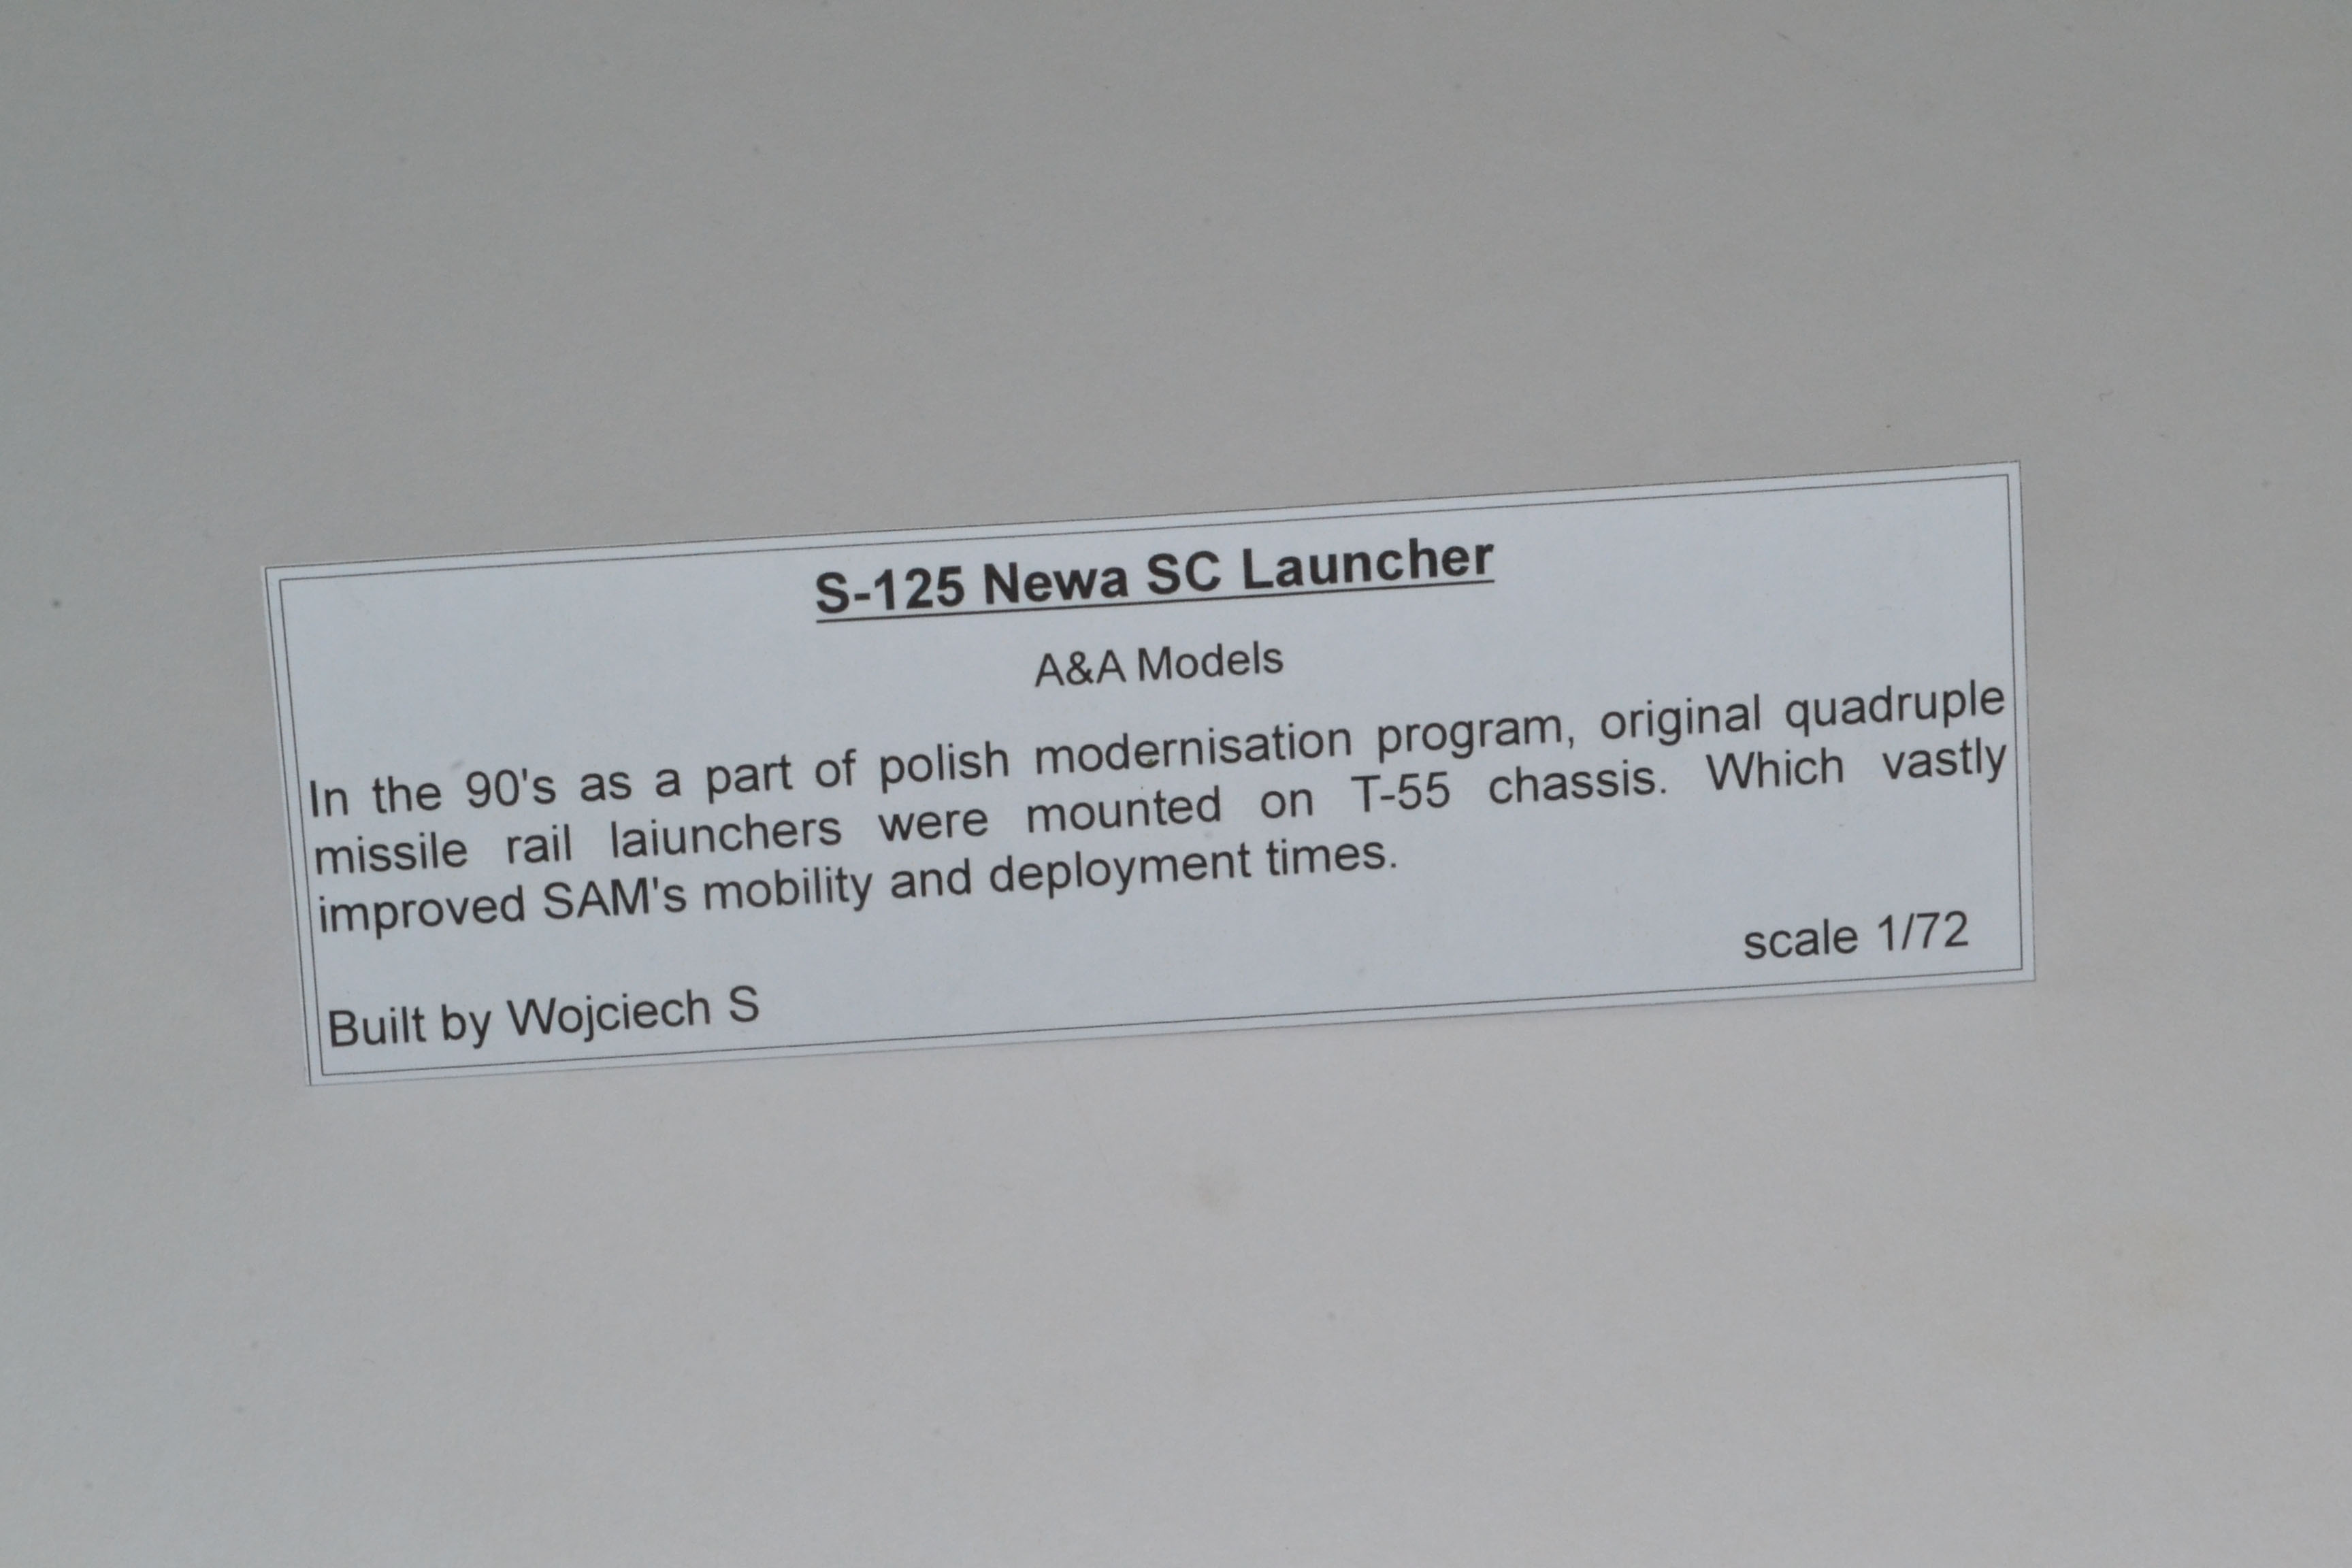 S-125 Newa SC Launcher
A&A Models
In the 90's as a part of polish modernisation program, original quadruple
missile rail laiunchers were mounted on T-55 chassis. Which vastly
improved SAM's mobility and deployment times.
scale 1/72
Built by Wojciech S